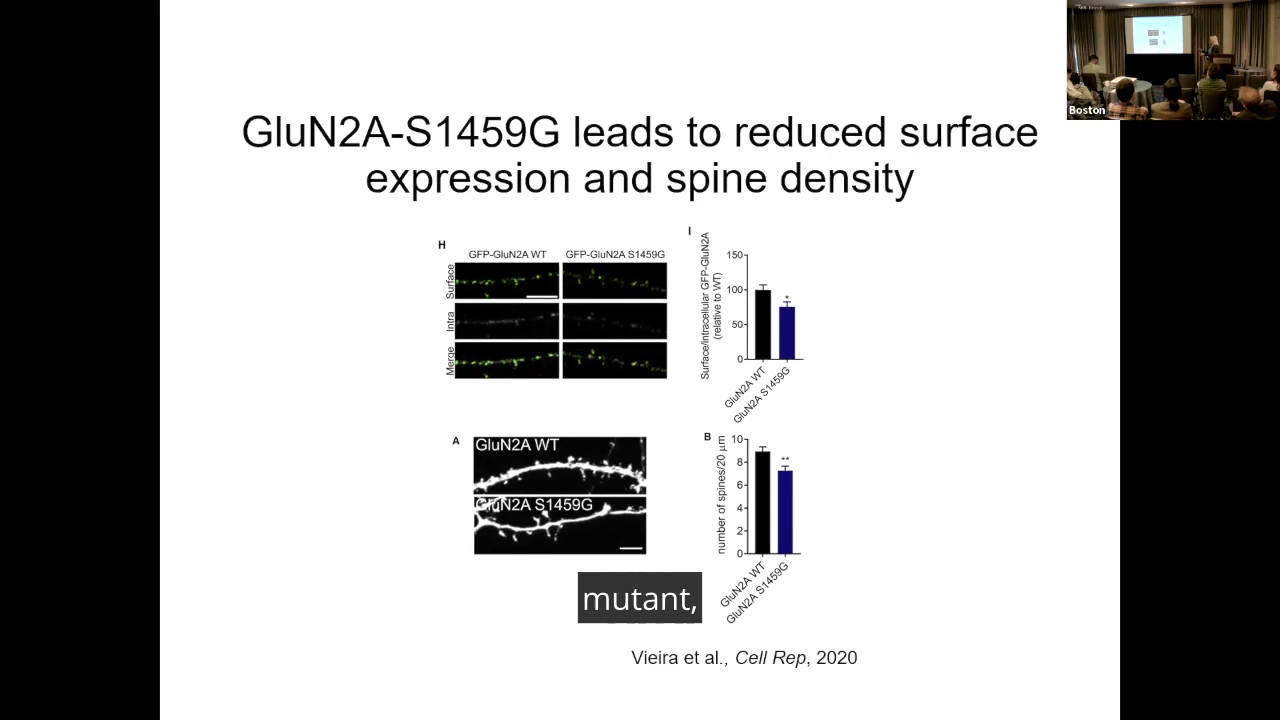 Boston
GluN2A-S1459G leads to reduced surface
expression and spine density
H
GFP-GluN2A WT
GFP-GluN2A S1459G
Surface
Intra
Merge
I
Surface/intracellular GFP-GluN2A
(relative to WT)
150
100
50
0
*
GluN2A WT
GluN2A S1459G
A
GluN2A WT
GluN2A S1459G
B
number of spines/20 μm
10
8
6
4
2
0
**
GluN2A WT
GluN2A S1459G
mutant,
Vieira et al., Cell Rep, 2020